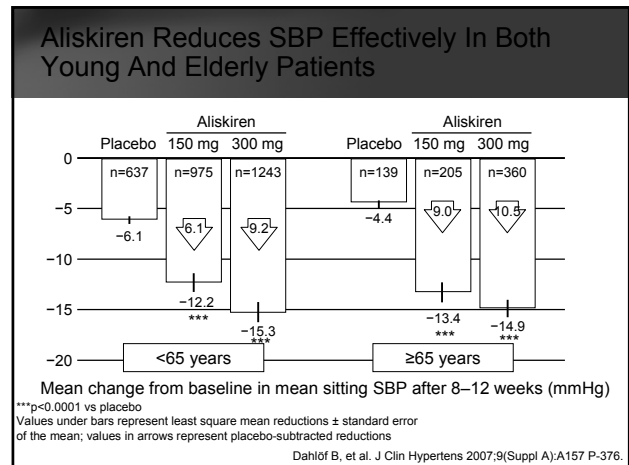 Aliskiren Reduces SBP Effectively In Both
Young And Elderly Patients
Aliskiren Aliskiren
Placebo 150 mg 300 mg Placebo 150 mg 300 mg
0
n=637 n=975 n=1243 n=139 n=205 n=360
−5
−4.4
6.1 9.2 9.0 10.5
−6.1
−10
−12.2
−13.4
−15
*** −15.3 −14.9
*** *** ***
−20
<65 years ≥65 years
Mean change from baseline in mean sitting SBP after 8–12 weeks (mmHg)
***p<0.0001 vs placebo
Values under bars represent least square mean reductions ± standard error
of the mean; values in arrows represent placebo-subtracted reductions
Dahlöf B, et al. J Clin Hypertens 2007;9(Suppl A):A157 P-376.